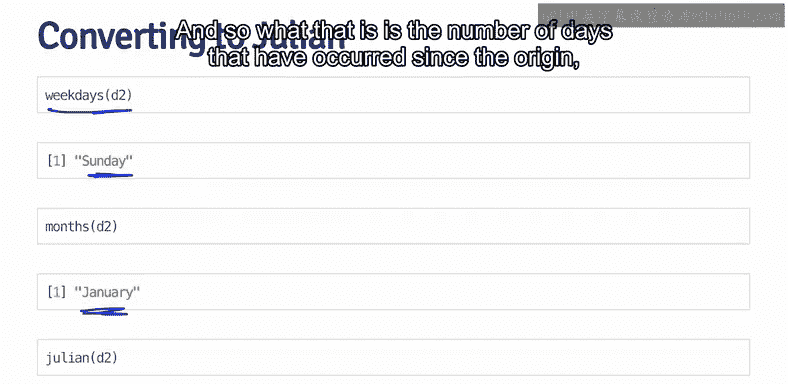 Converting to Julian
And so what that is is the number of days
that have occurred since the origin,
weekdays(d2)
[1] "Sunday"
months(d2)
[1] "January"
julian(d2)